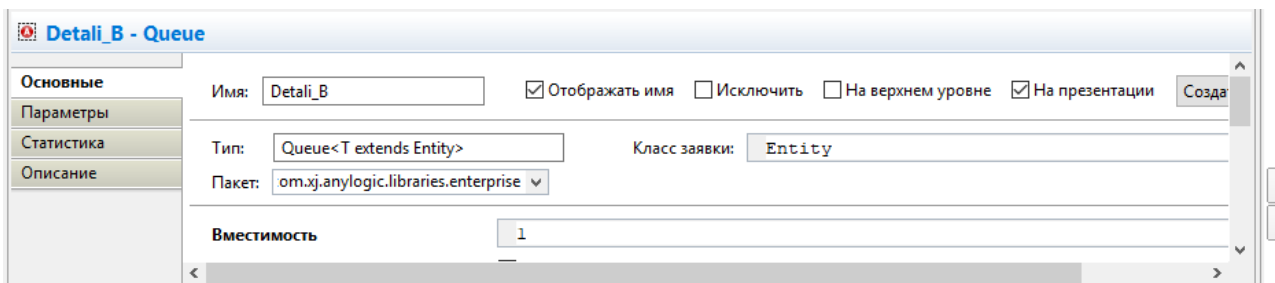 Detali_B - Queue
Основные
Параметры
Статистика
Описание
Имя: Detali_B Отображать имя Исключить На верхнем уровне На презентации Созда
Тип: Queue<T extends Entity> Класс заявки: Entity
Пакет: om.xj.anylogic.libraries.enterprise
Вместимость 1